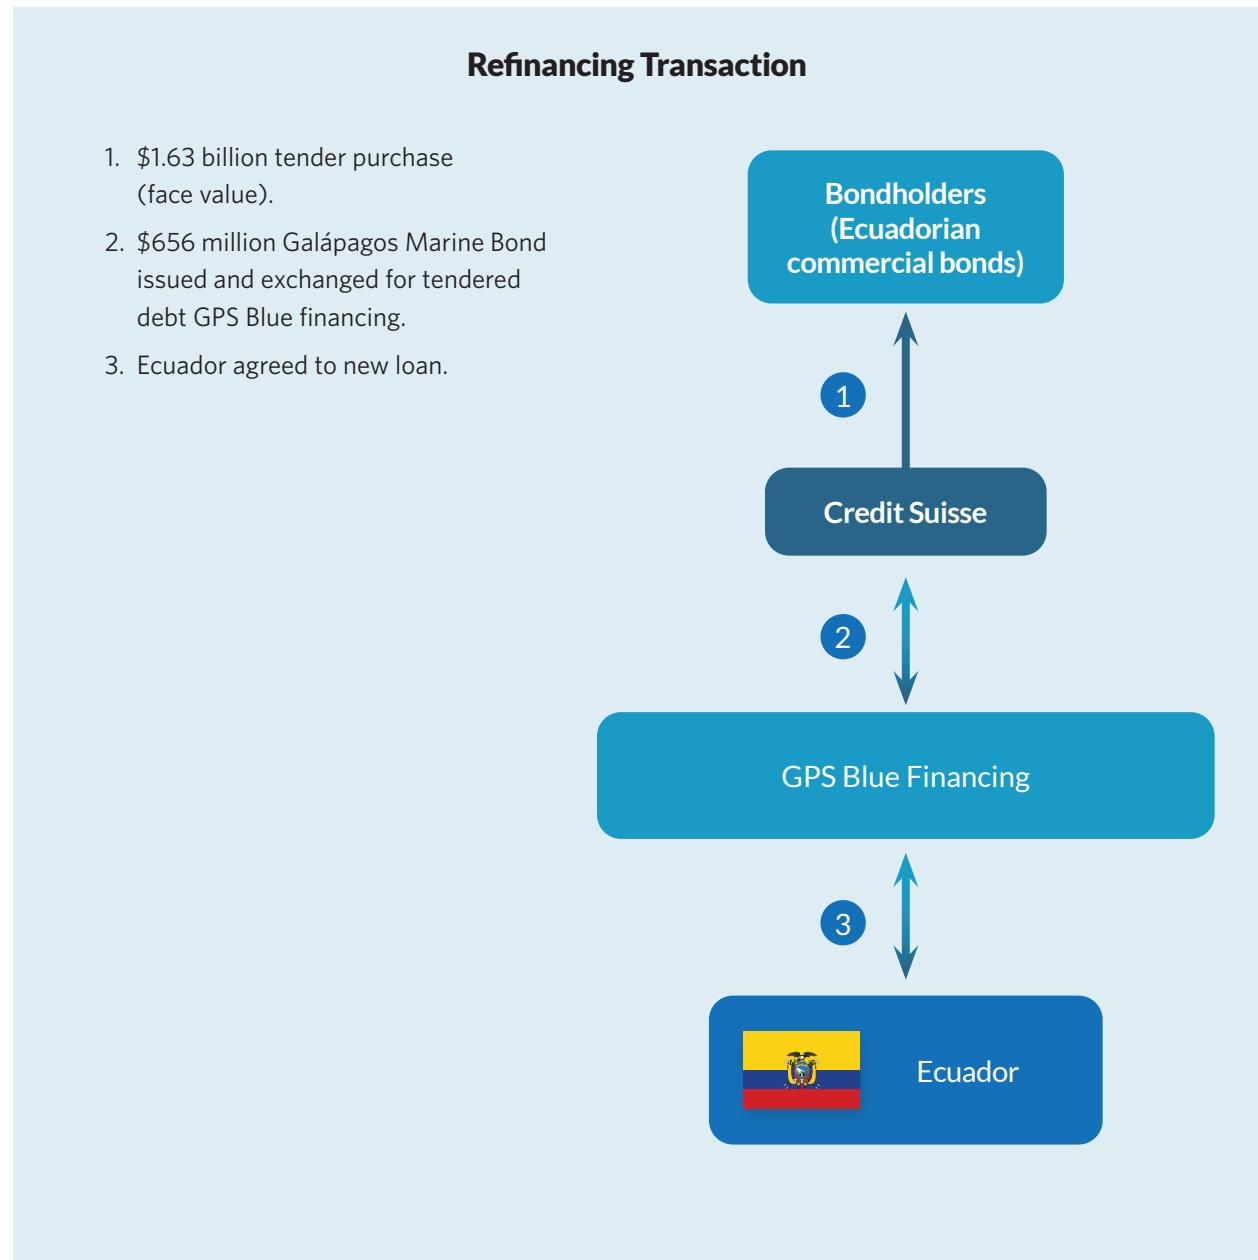 Refinancing Transaction
1. $1.63 billion tender purchase
(face value).
2. $656 million Galápagos Marine Bond
issued and exchanged for tendered
debt GPS Blue financing.
3. Ecuador agreed to new loan.
Bondholders
(Ecuadorian
commercial bonds)
1
Credit Suisse
2
GPS Blue Financing
3
Ecuador